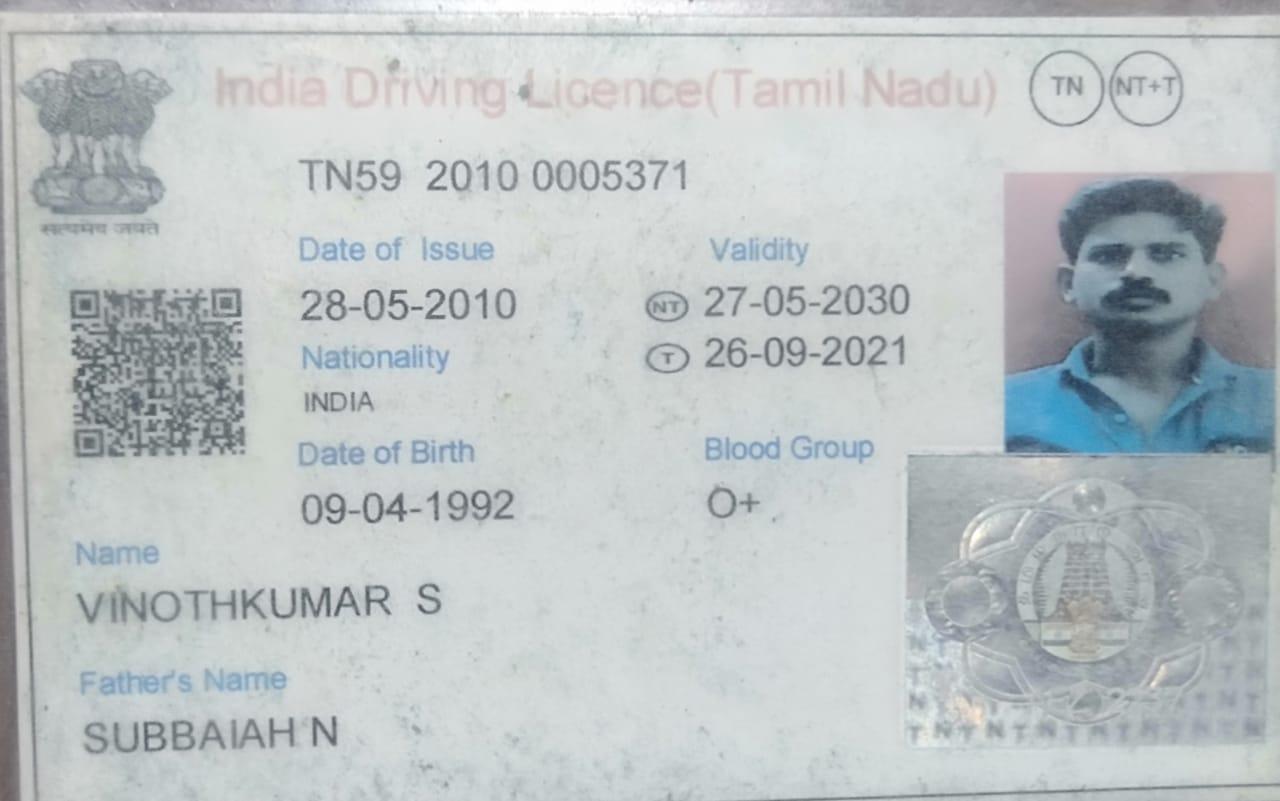 India Driving Licence(Tamil Nadu) TN NT+T
सत्यमेव जयते
TN59 2010 0005371
Date of Issue Validity
28-05-2010 NT 27-05-2030
Nationality T 26-09-2021
INDIA
Date of Birth Blood Group
09-04-1992 O+
Name
VINOTHKUMAR S
Father's Name
SUBBAIAH N